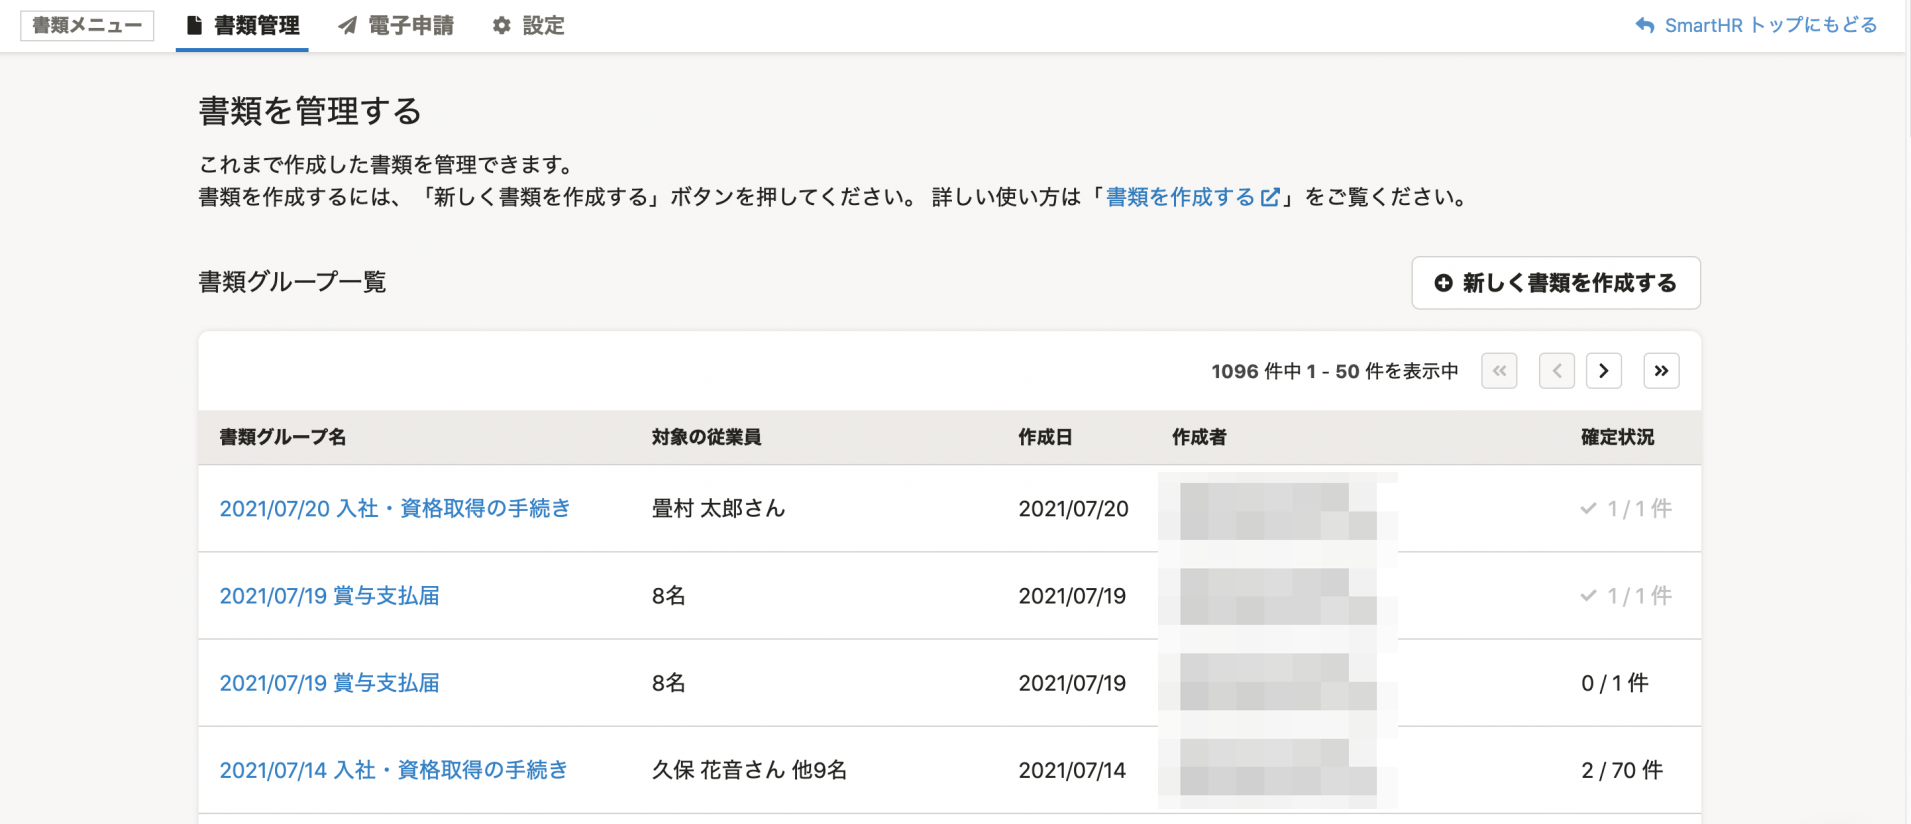 書類メニュー 書類管理 電子申請 設定 SmartHR トップにもどる
書類を管理する
これまで作成した書類を管理できます。
書類を作成するには、「新しく書類を作成する」ボタンを押してください。 詳しい使い方は「書類を作成する」をご覧ください。
書類グループ一覧 新しく書類を作成する
1096 件中 1 - 50 件を表示中
書類グループ名 対象の従業員 作成日 作成者 確定状況
2021/07/20 入社・資格取得の手続き 畳村 太郎さん 2021/07/20 1 / 1 件
2021/07/19 賞与支払届 8名 2021/07/19 1 / 1 件
2021/07/19 賞与支払届 8名 2021/07/19 0 / 1 件
2021/07/14 入社・資格取得の手続き 久保 花音さん 他9名 2021/07/14 2 / 70 件